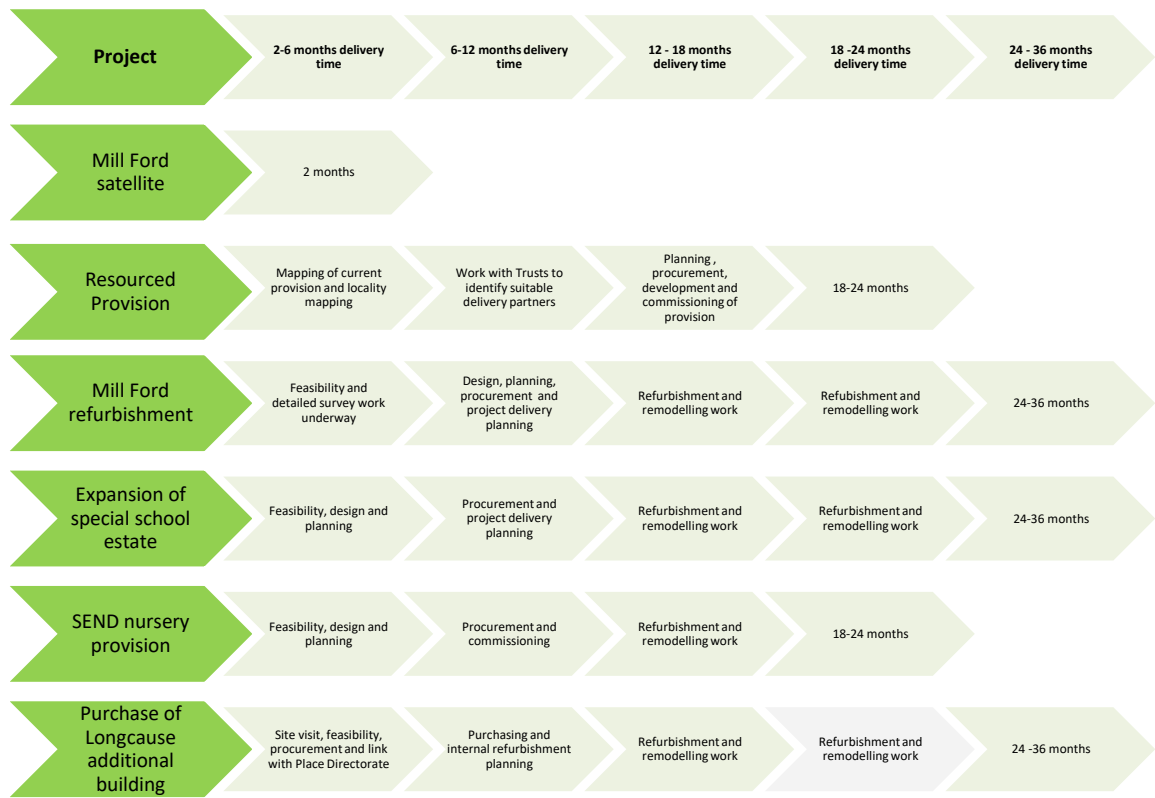 Project
2-6 months delivery
time
6-12 months delivery
time
12 - 18 months
delivery time
18 -24 months
delivery time
24 - 36 months
delivery time
Mill Ford
satellite
2 months
Resourced
Provision
Mapping of current
provision and locality
mapping
Work with Trusts to
identify suitable
delivery partners
Planning ,
procurement,
development and
commissioning of
provision
18-24 months
Mill Ford
refurbishment
Feasibility and
detailed survey work
underway
Design, planning,
procurement and
project delivery
planning
Refurbishment and
remodelling work
Refubishment and
remodelling work
24-36 months
Expansion of
special school
estate
Feasibility, design and
planning
Procurement and
project delivery
planning
Refurbishment and
remodelling work
Refurbishment and
remodelling work
24-36 months
SEND nursery
provision
Feasibility, design and
planning
Procurement and
commissioning
Refurbishment and
remodelling work
18-24 months
Purchase of
Longcause
additional
building
Site visit, feasibility,
procurement and link
with Place Directorate
Purchasing and
internal refurbishment
planning
Refurbishment and
remodelling work
Refurbishment and
remodelling work
24 -36 months